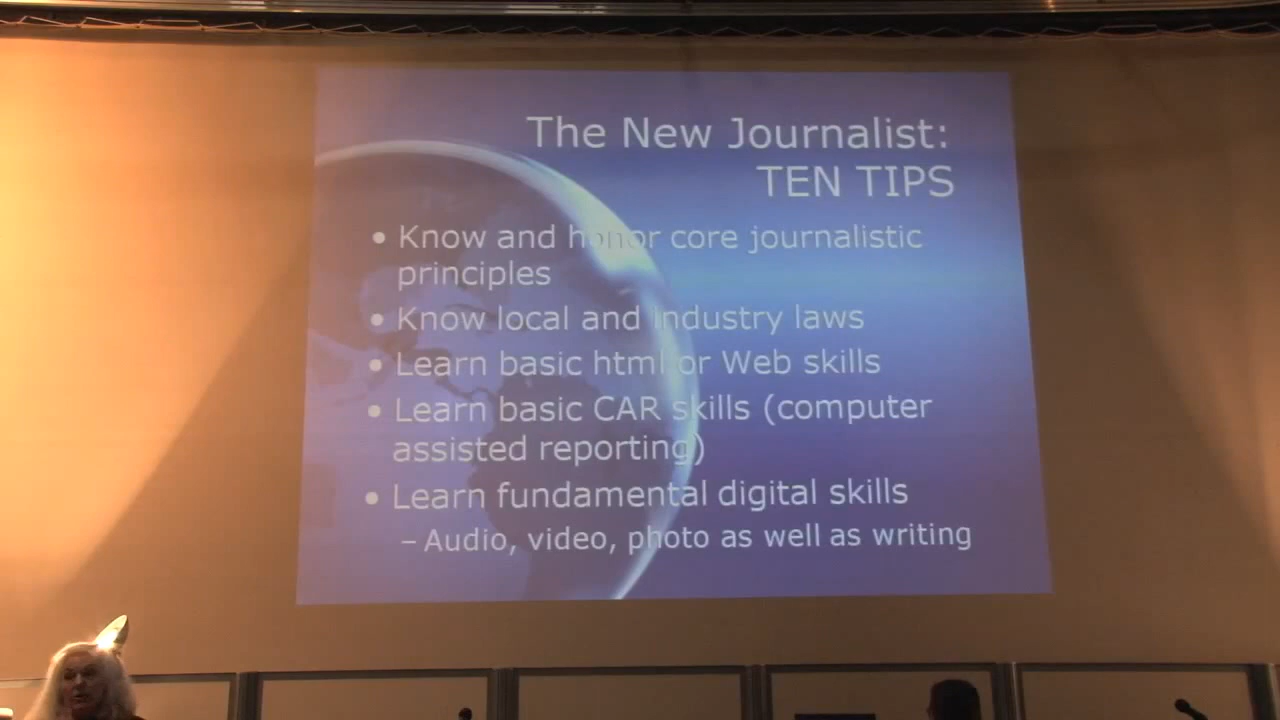 The New Journalist:
TEN TIPS
• Know and honor core journalistic
principles
• Know local and industry laws
• Learn basic html or Web skills
• Learn basic CAR skills (computer
assisted reporting)
• Learn fundamental digital skills
– Audio, video, photo as well as writing